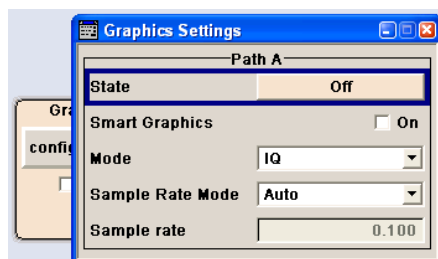 Graphics Settings
Path A
State Off
Smart Graphics On
Mode IQ
Sample Rate Mode Auto
Sample rate 0.100